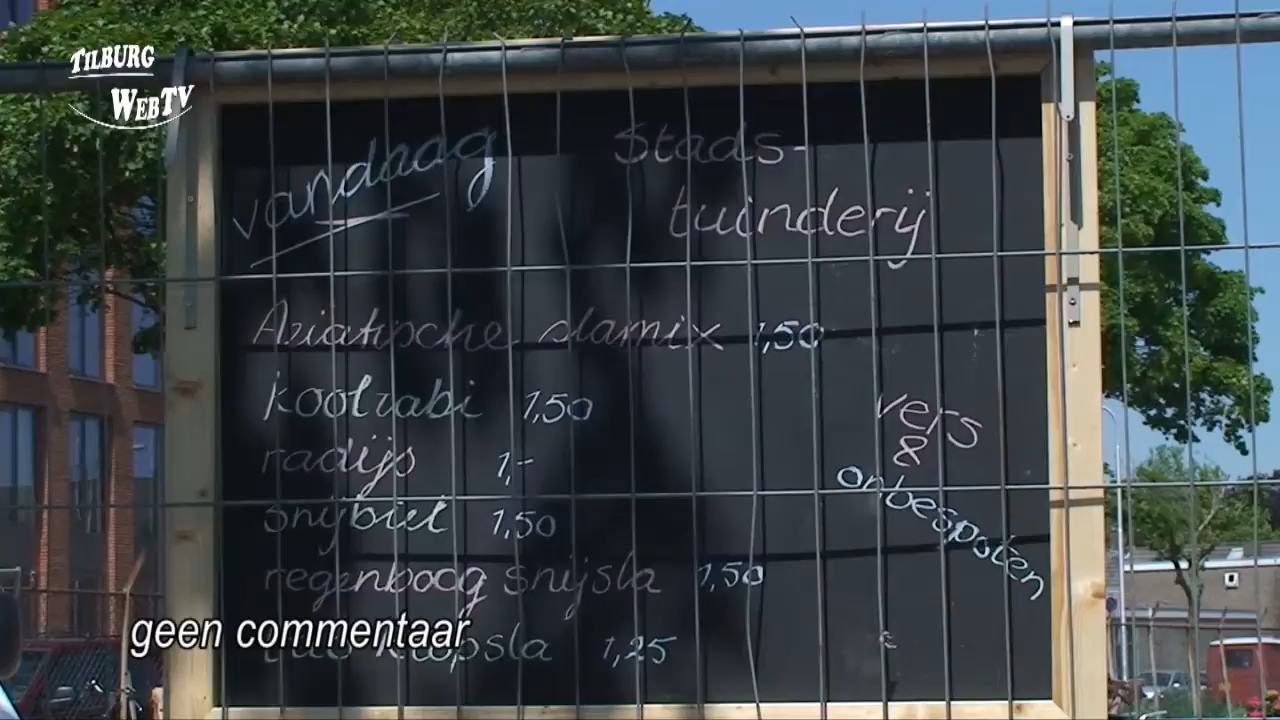 TILBURG
WEBTV
vandaag
Stads-
tuinderij
Aziatische slamix 1,50
koolrabi 1,50
radijs 1,-
snijbiet 1,50
regenboog snijsla 1,50
kropsla 1,25
vers
&
onbespoten
geen commentaar